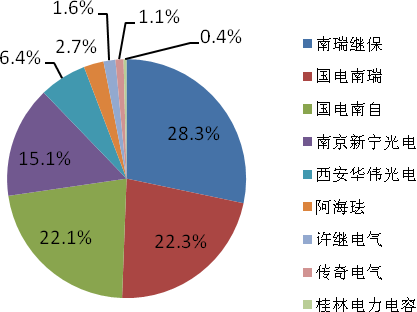 1.6%
1.1%
2.7%
0.4%
6.4%
28.3%
15.1%
22.1%
22.3%
南瑞继保
国电南瑞
国电南自
南京新宁光电
西安华伟光电
阿海珐
许继电气
传奇电气
桂林电力电容